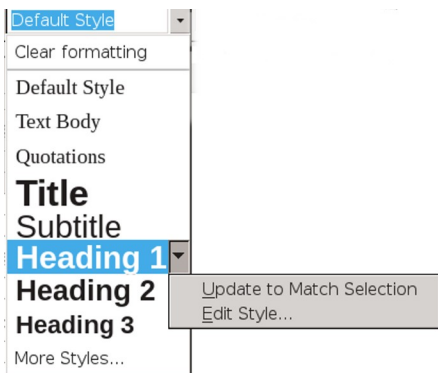 Default Style
Clear formatting
Default Style
Text Body
Quotations
Title
Subtitle
Heading 1
Heading 2
Heading 3
More Styles...
Update to Match Selection
Edit Style...